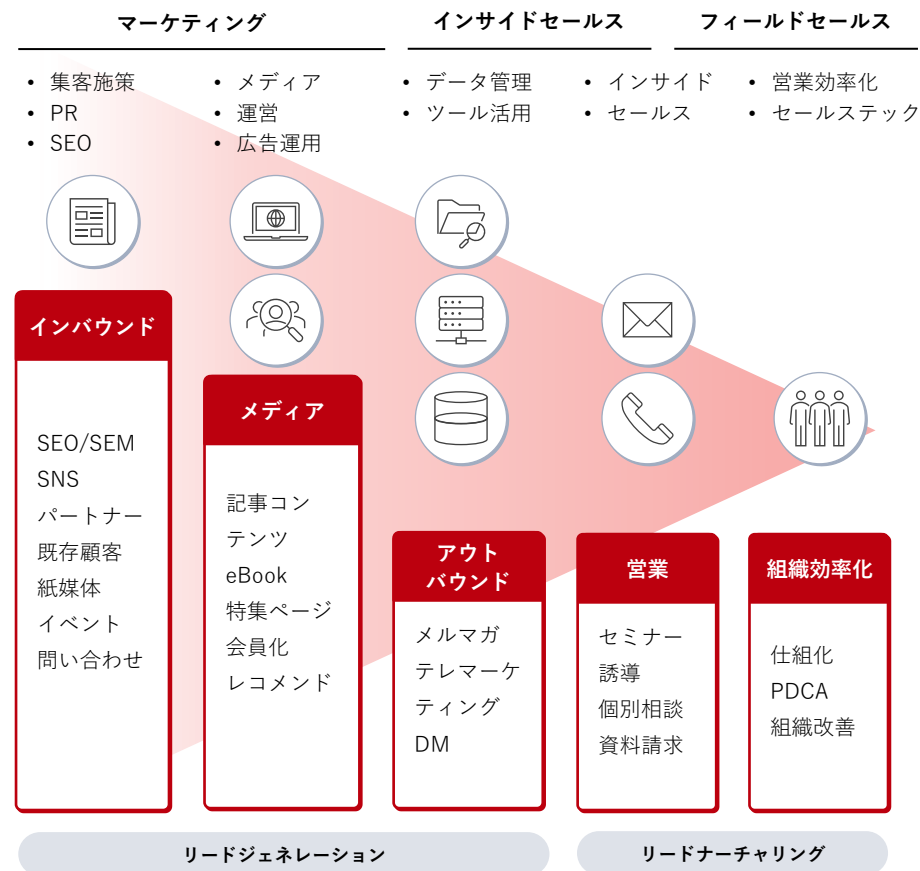 マーケティング
インサイドセールス
フィールドセールス
• 集客施策
• PR
• SEO
• メディア
• 運営
• 広告運用
• データ管理
• ツール活用
• インサイド
• セールス
• 営業効率化
• セールステック
インバウンド
SEO/SEM
SNS
パートナー
既存顧客
紙媒体
イベント
問い合わせ
メディア
記事コン
テンツ
eBook
特集ページ
会員化
レコメンド
アウト
バウンド
メルマガ
テレマーケ
ティング
DM
営業
セミナー
誘導
個別相談
資料請求
組織効率化
仕組化
PDCA
組織改善
リードジェネレーション
リードナーチャリング